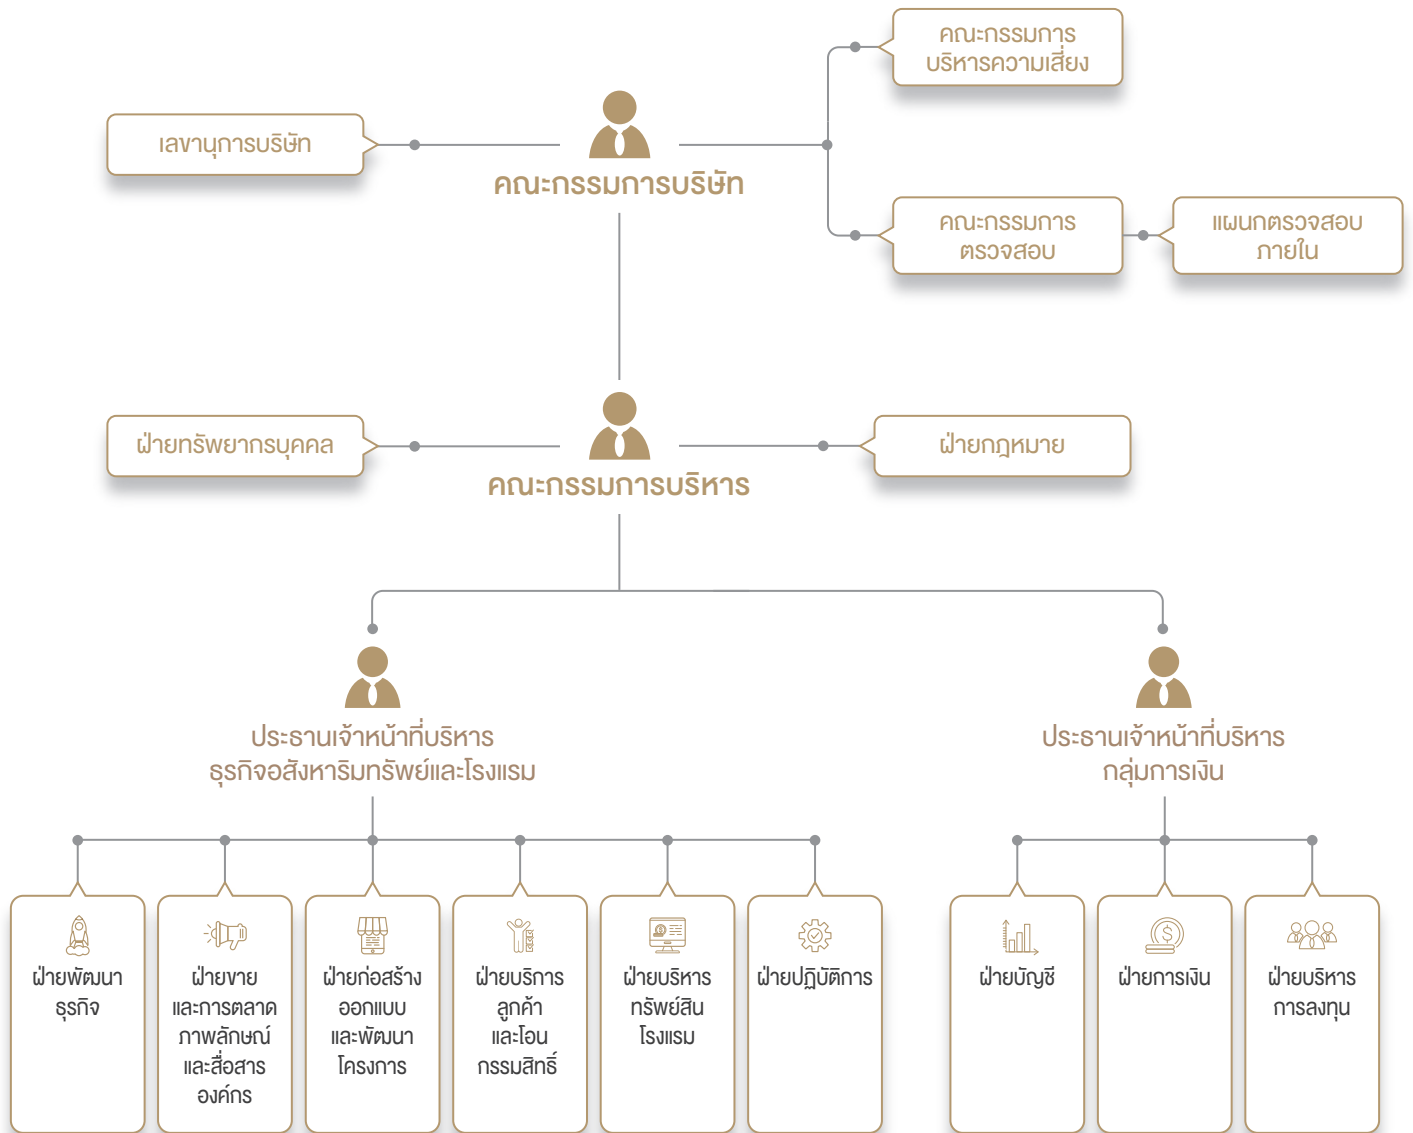 คณะกรรมการ
บริหารความเสี่ยง
เลขานุการบริษัท
คณะกรรมการบริษัท
คณะกรรมการ
ตรวจสอบ
แผนกตรวจสอบ
ภายใน
ฝ่ายทรัพยากรบุคคล
คณะกรรมการบริหาร
ฝ่ายกฎหมาย
ประธานเจ้าหน้าที่บริหาร
ธุรกิจอสังหาริมทรัพย์และโรงแรม
ประธานเจ้าหน้าที่บริหาร
กลุ่มการเงิน
ฝ่ายพัฒนา
ธุรกิจ
ฝ่ายขาย
และการตลาด
ภาพลักษณ์
และสื่อสาร
องค์กร
ฝ่ายก่อสร้าง
ออกแบบ
และพัฒนา
โครงการ
ฝ่ายบริการ
ลูกค้า
และโอน
กรรมสิทธิ์
ฝ่ายบริหาร
ทรัพย์สิน
โรงแรม
ฝ่ายปฏิบัติการ
ฝ่ายบัญชี
ฝ่ายการเงิน
ฝ่ายบริหาร
การลงทุน